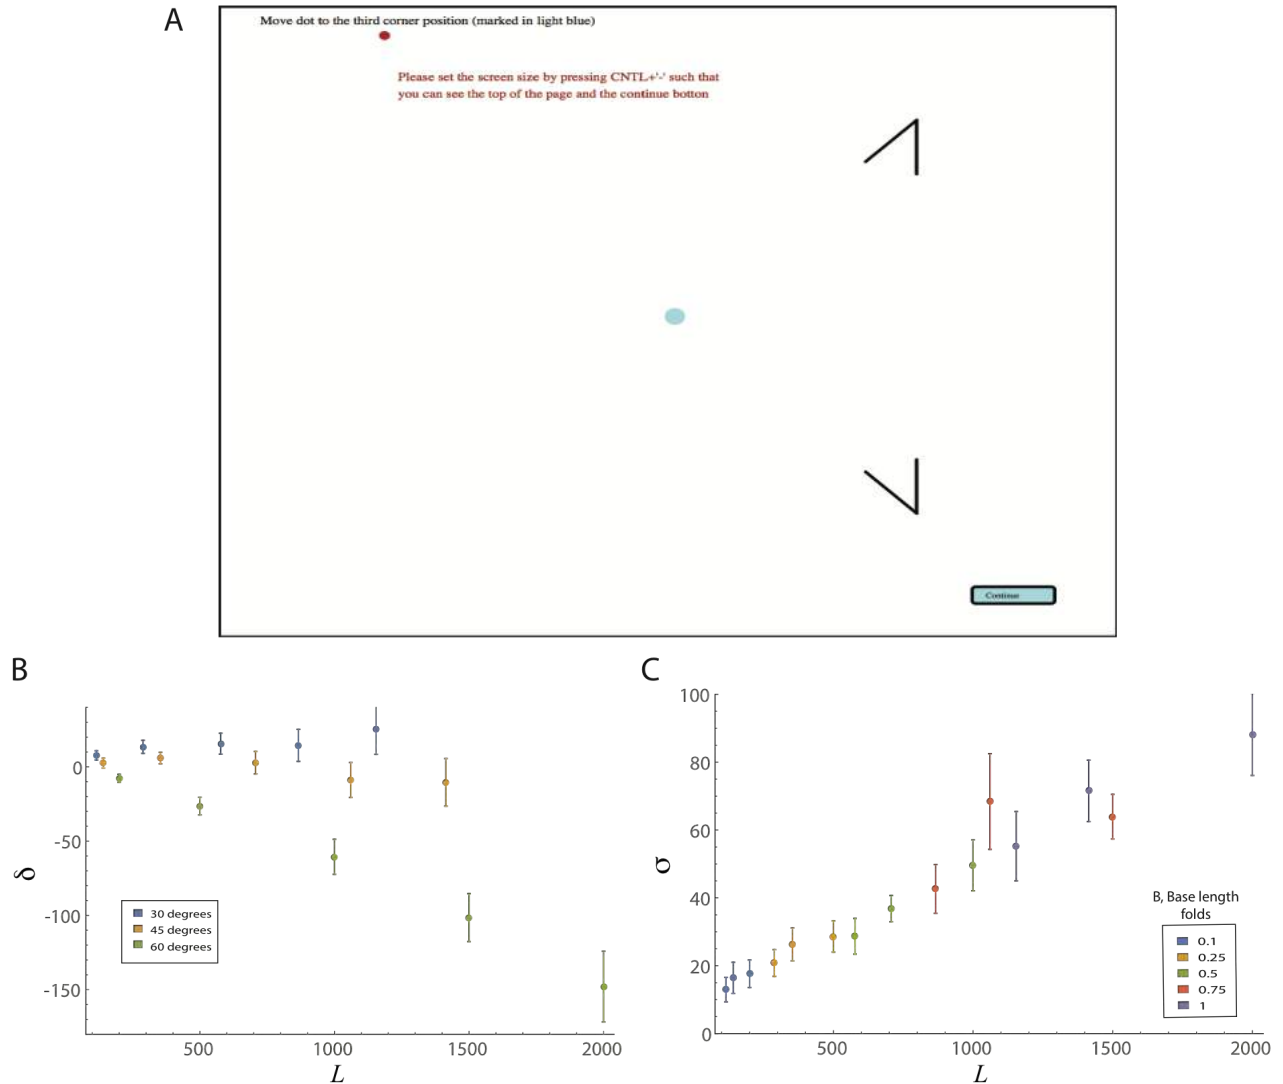 A
Move dot to the third corner position (marked in light blue)
Please set the screen size by pressing CNTL+'-' such that
you can see the top of the page and the continue botton
Continue
B
0
-50
-100
-150
δ
30 degrees
45 degrees
60 degrees
500
1000
1500
2000
L
C
100
80
60
40
20
0
σ
B, Base length
folds
0.1
0.25
0.5
0.75
1
500
1000
1500
2000
L